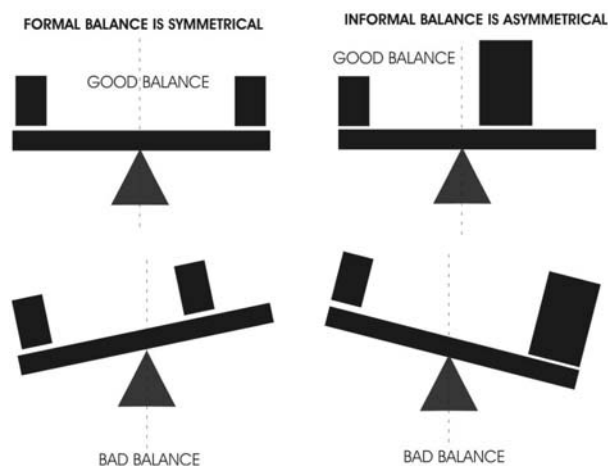 FORMAL BALANCE IS SYMMETRICAL
GOOD BALANCE
BAD BALANCE
INFORMAL BALANCE IS ASYMMETRICAL
GOOD BALANCE
BAD BALANCE